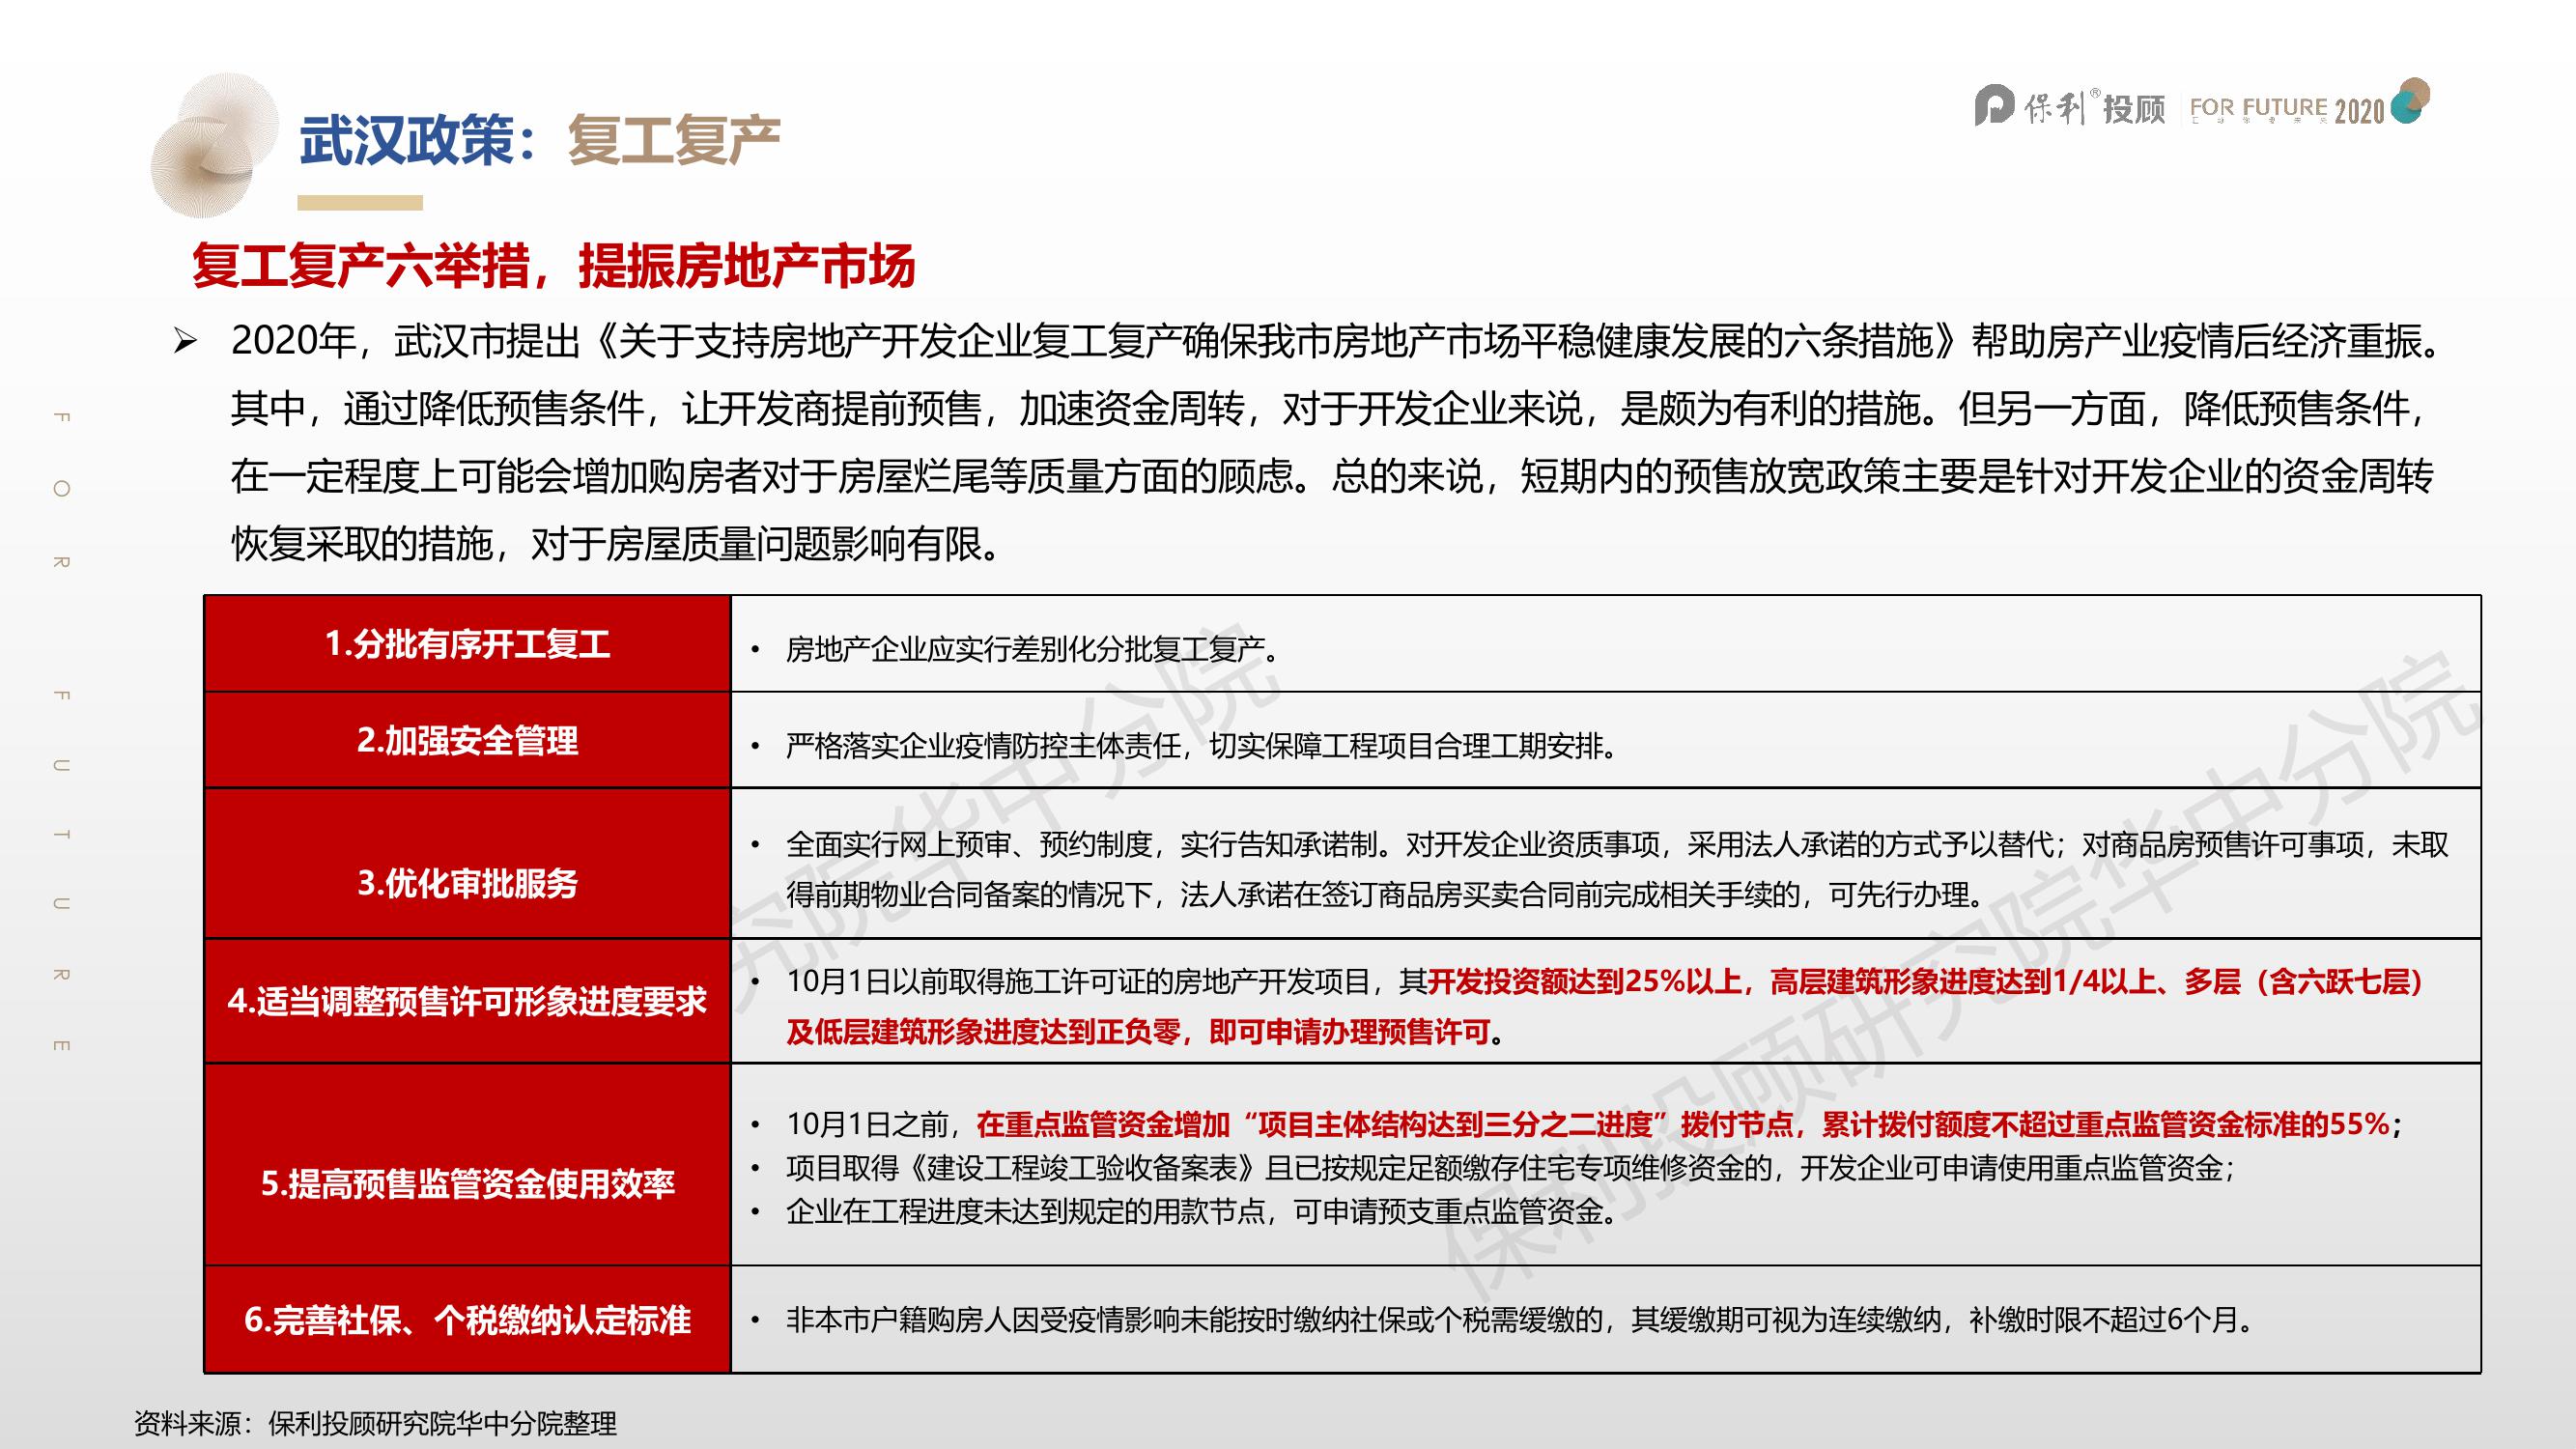 武汉政策：复工复产
保利®投顾 FOR FUTURE 2020
复工复产六举措，提振房地产市场
➢ 2020年，武汉市提出《关于支持房地产开发企业复工复产确保我市房地产市场平稳健康发展的六条措施》帮助房产业疫情后经济重振。
其中，通过降低预售条件，让开发商提前预售，加速资金周转，对于开发企业来说，是颇为有利的措施。但另一方面，降低预售条件，
在一定程度上可能会增加购房者对于房屋烂尾等质量方面的顾虑。总的来说，短期内的预售放宽政策主要是针对开发企业的资金周转
恢复采取的措施，对于房屋质量问题影响有限。
FOR FUTURE
1.分批有序开工复工
• 房地产企业应实行差别化分批复工复产。
2.加强安全管理
• 严格落实企业疫情防控主体责任，切实保障工程项目合理工期安排。
3.优化审批服务
• 全面实行网上预审、预约制度，实行告知承诺制。对开发企业资质事项，采用法人承诺的方式予以替代；对商品房预售许可事项，未取
得前期物业合同备案的情况下，法人承诺在签订商品房买卖合同前完成相关手续的，可先行办理。
4.适当调整预售许可形象进度要求
• 10月1日以前取得施工许可证的房地产开发项目，其开发投资额达到25%以上，高层建筑形象进度达到1/4以上、多层（含六跃七层）
及低层建筑形象进度达到正负零，即可申请办理预售许可。
5.提高预售监管资金使用效率
• 10月1日之前，在重点监管资金增加“项目主体结构达到三分之二进度”拨付节点，累计拨付额度不超过重点监管资金标准的55%；
• 项目取得《建设工程竣工验收备案表》且已按规定足额缴存住宅专项维修资金的，开发企业可申请使用重点监管资金；
• 企业在工程进度未达到规定的用款节点，可申请预支重点监管资金。
6.完善社保、个税缴纳认定标准
• 非本市户籍购房人因受疫情影响未能按时缴纳社保或个税需缓缴的，其缓缴期可视为连续缴纳，补缴时限不超过6个月。
究院华中分院
保利投顾研究院华中分院
资料来源：保利投顾研究院华中分院整理